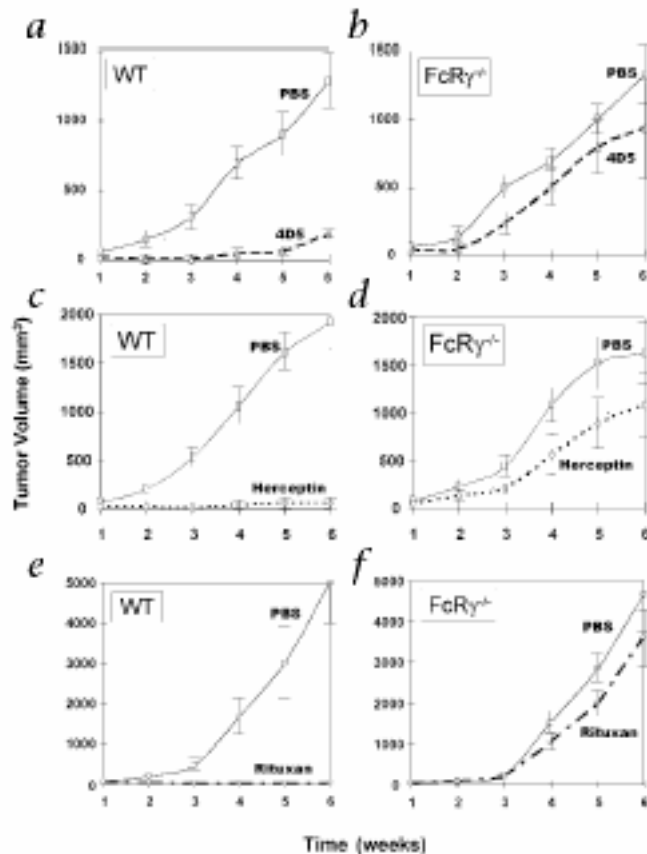 a
WT
1500
1000
500
0
PBS
4D5
1 2 3 4 5 6
b
FcRγ-/-
1500
1000
500
0
PBS
4D5
1 2 3 4 5 6
c
WT
2000
1500
1000
500
0
PBS
Herceptin
1 2 3 4 5 6
d
FcRγ-/-
2000
1500
1000
500
0
PBS
Herceptin
1 2 3 4 5 6
e
WT
5000
4000
3000
2000
1000
0
PBS
Rituxan
1 2 3 4 5 6
f
FcRγ-/-
4000
3000
2000
1000
0
PBS
Rituxan
1 2 3 4 5 6
Tumor Volume (mm³)
Time (weeks)